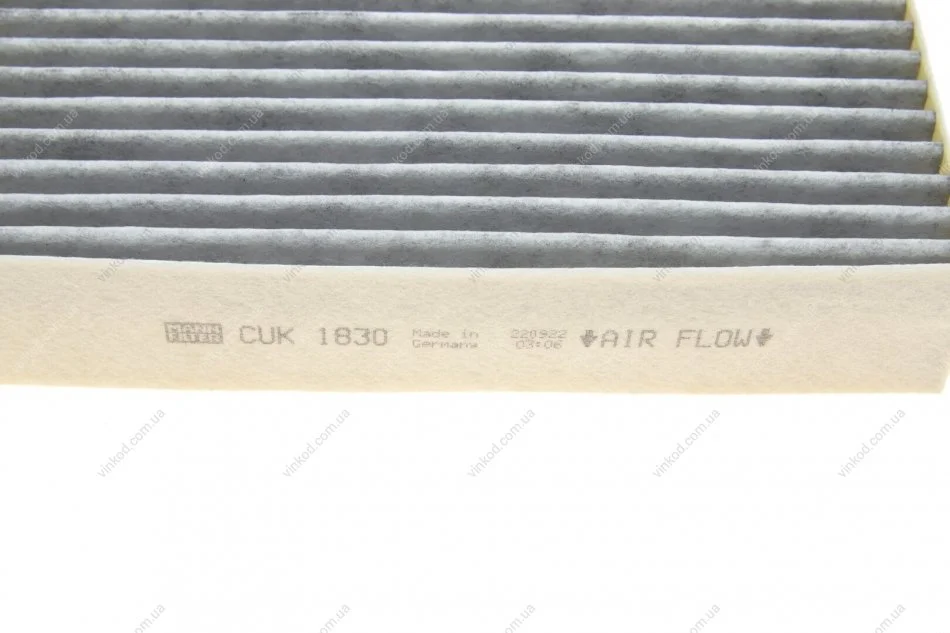 MANN FILTER CUK 1830 Made in Germany 220922 03:06 AIR FLOW
vinkod.com.ua